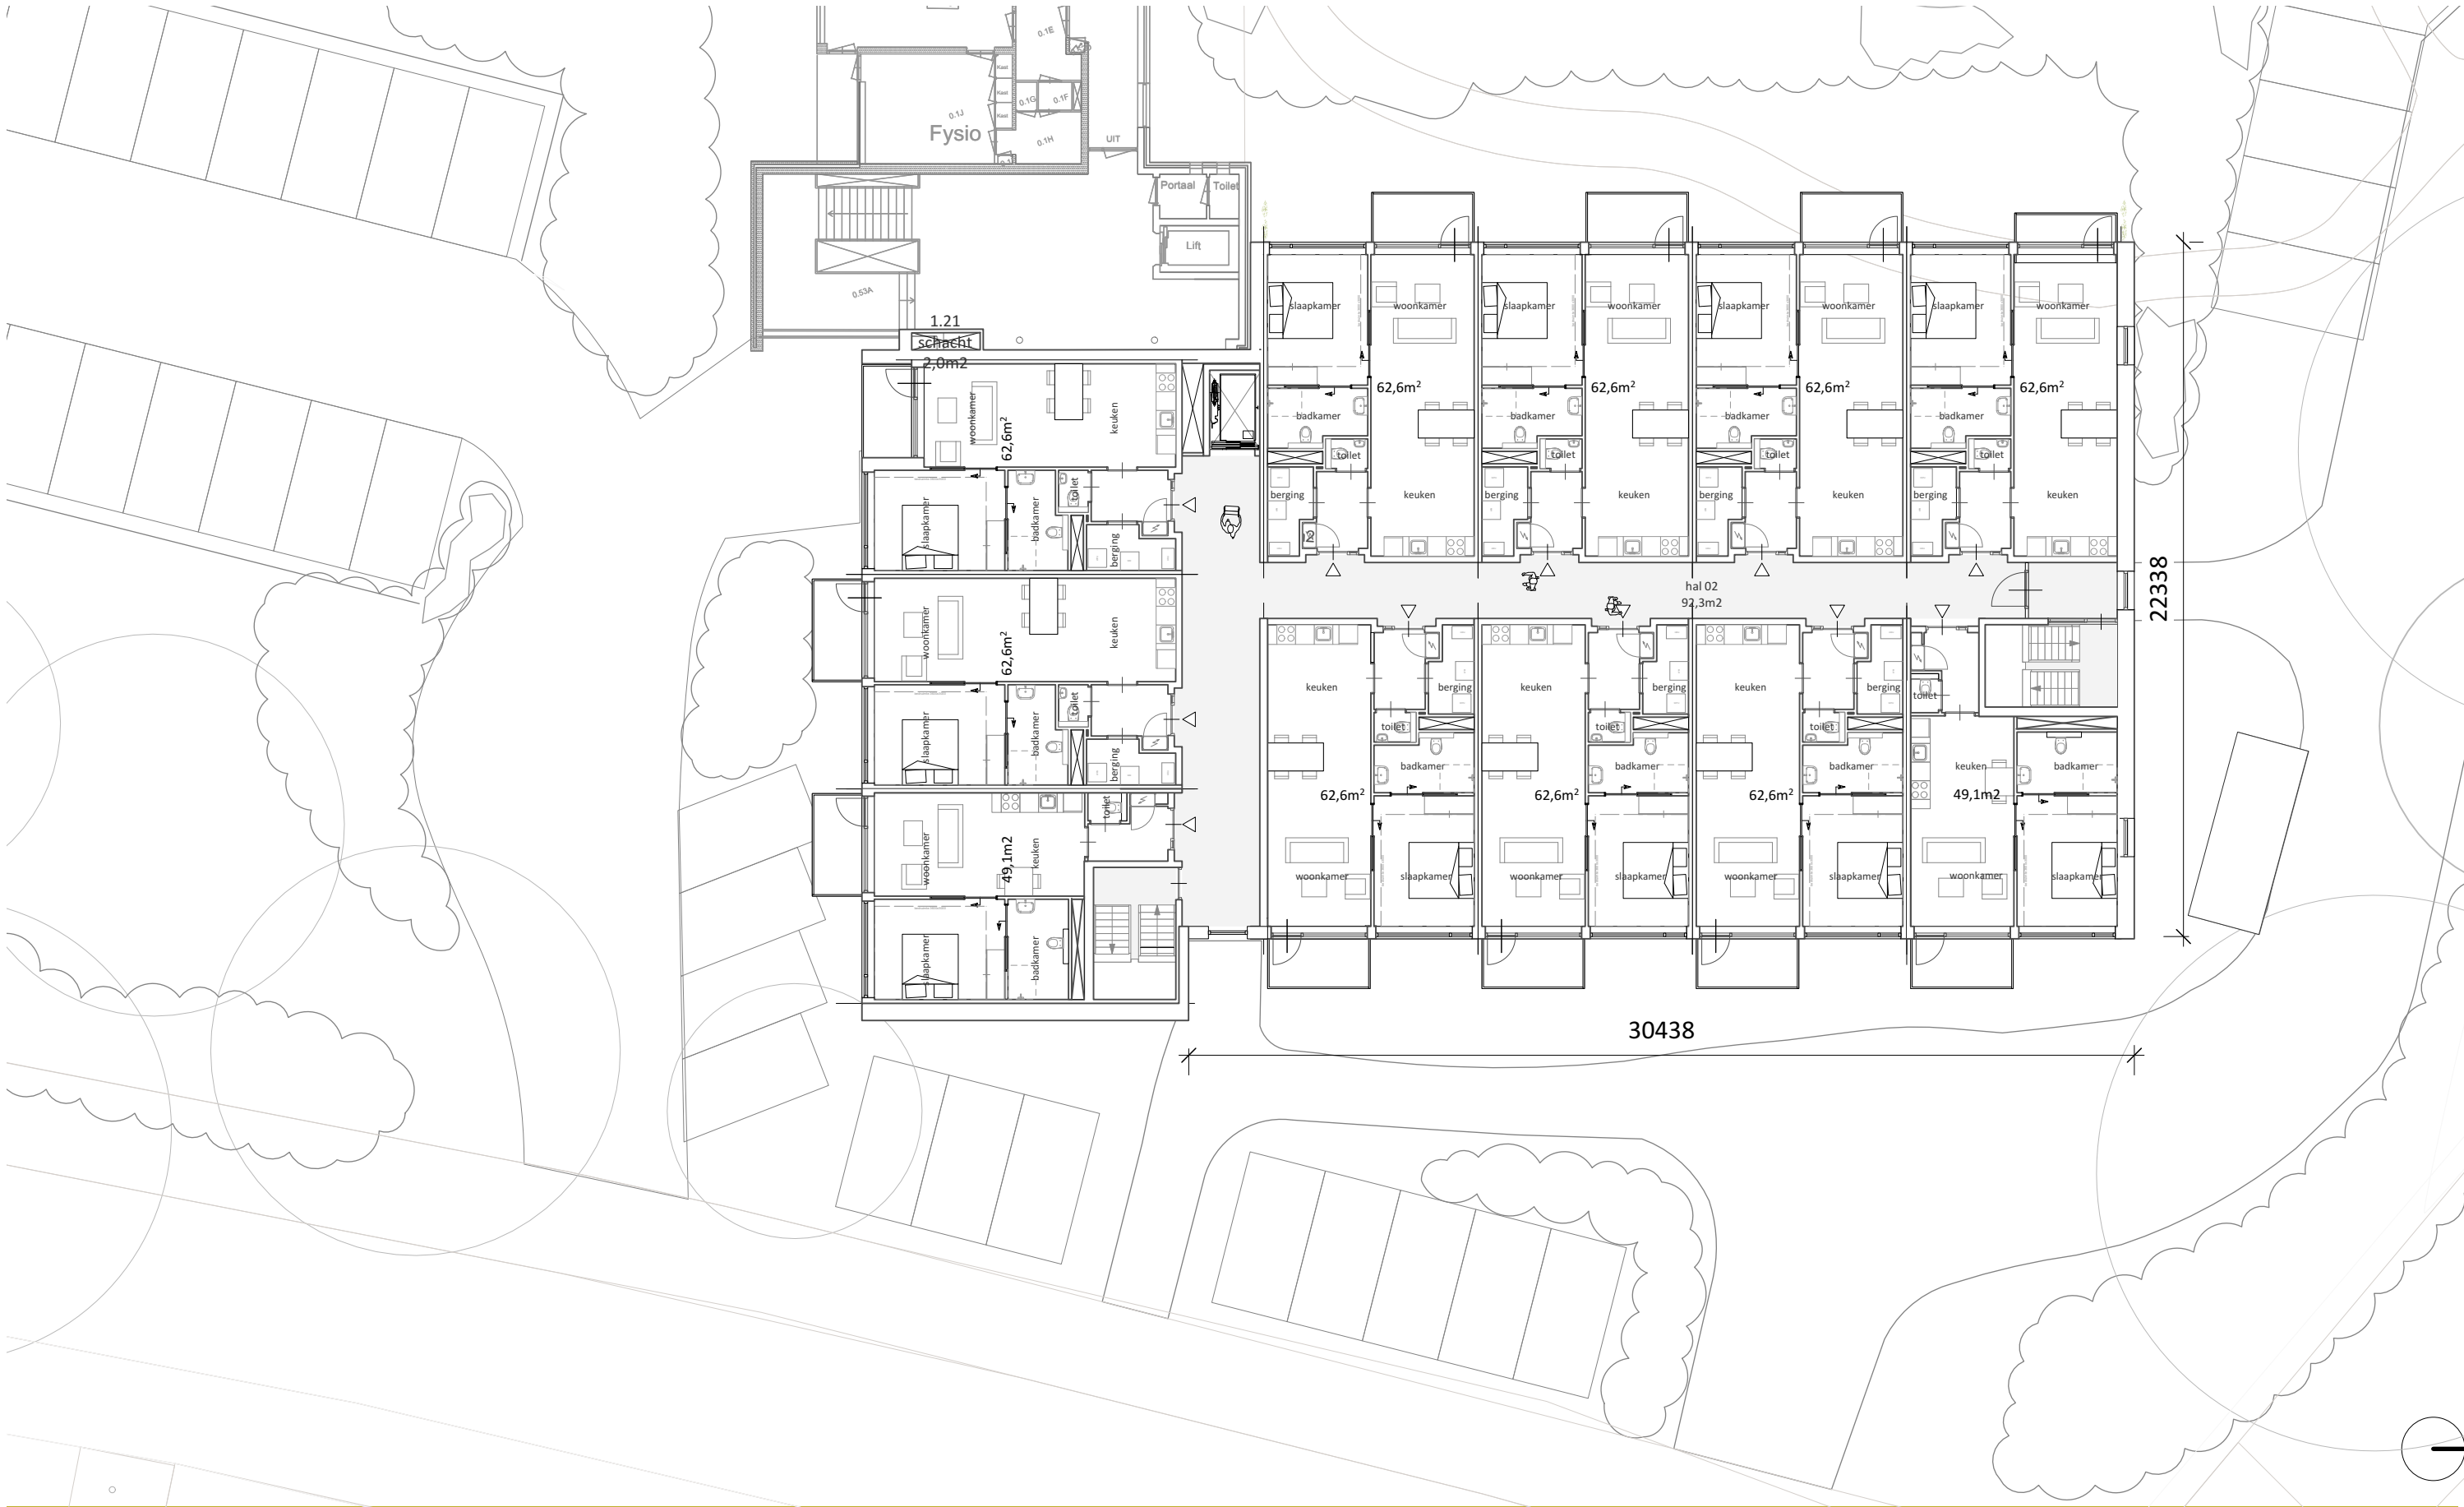 0.1E
Kast
0.1J
Kast
0.1G
0.1F
Fysio
Kast
0.1H
UIT
Portaal
Toilet
Lift
0.53A
1.21
schacht
2,0m2
slaapkamer
woonkamer
slaapkamer
woonkamer
slaapkamer
woonkamer
slaapkamer
woonkamer
62,6m²
62,6m²
62,6m²
62,6m²
badkamer
badkamer
badkamer
badkamer
toilet
toilet
toilet
toilet
berging
keuken
berging
keuken
berging
keuken
berging
keuken
woonkamer
62,6m²
keuken
slaapkamer
badkamer
toilet
berging
woonkamer
62,6m²
keuken
slaapkamer
badkamer
toilet
berging
woonkamer
49,1m2
keuken
toilet
slaapkamer
badkamer
hal 02
92,3m2
22338
keuken
berging
keuken
berging
keuken
berging
toilet
toilet
toilet
toilet
badkamer
badkamer
badkamer
keuken
badkamer
62,6m²
62,6m²
62,6m²
49,1m2
woonkamer
slaapkamer
woonkamer
slaapkamer
woonkamer
slaapkamer
woonkamer
slaapkamer
30438